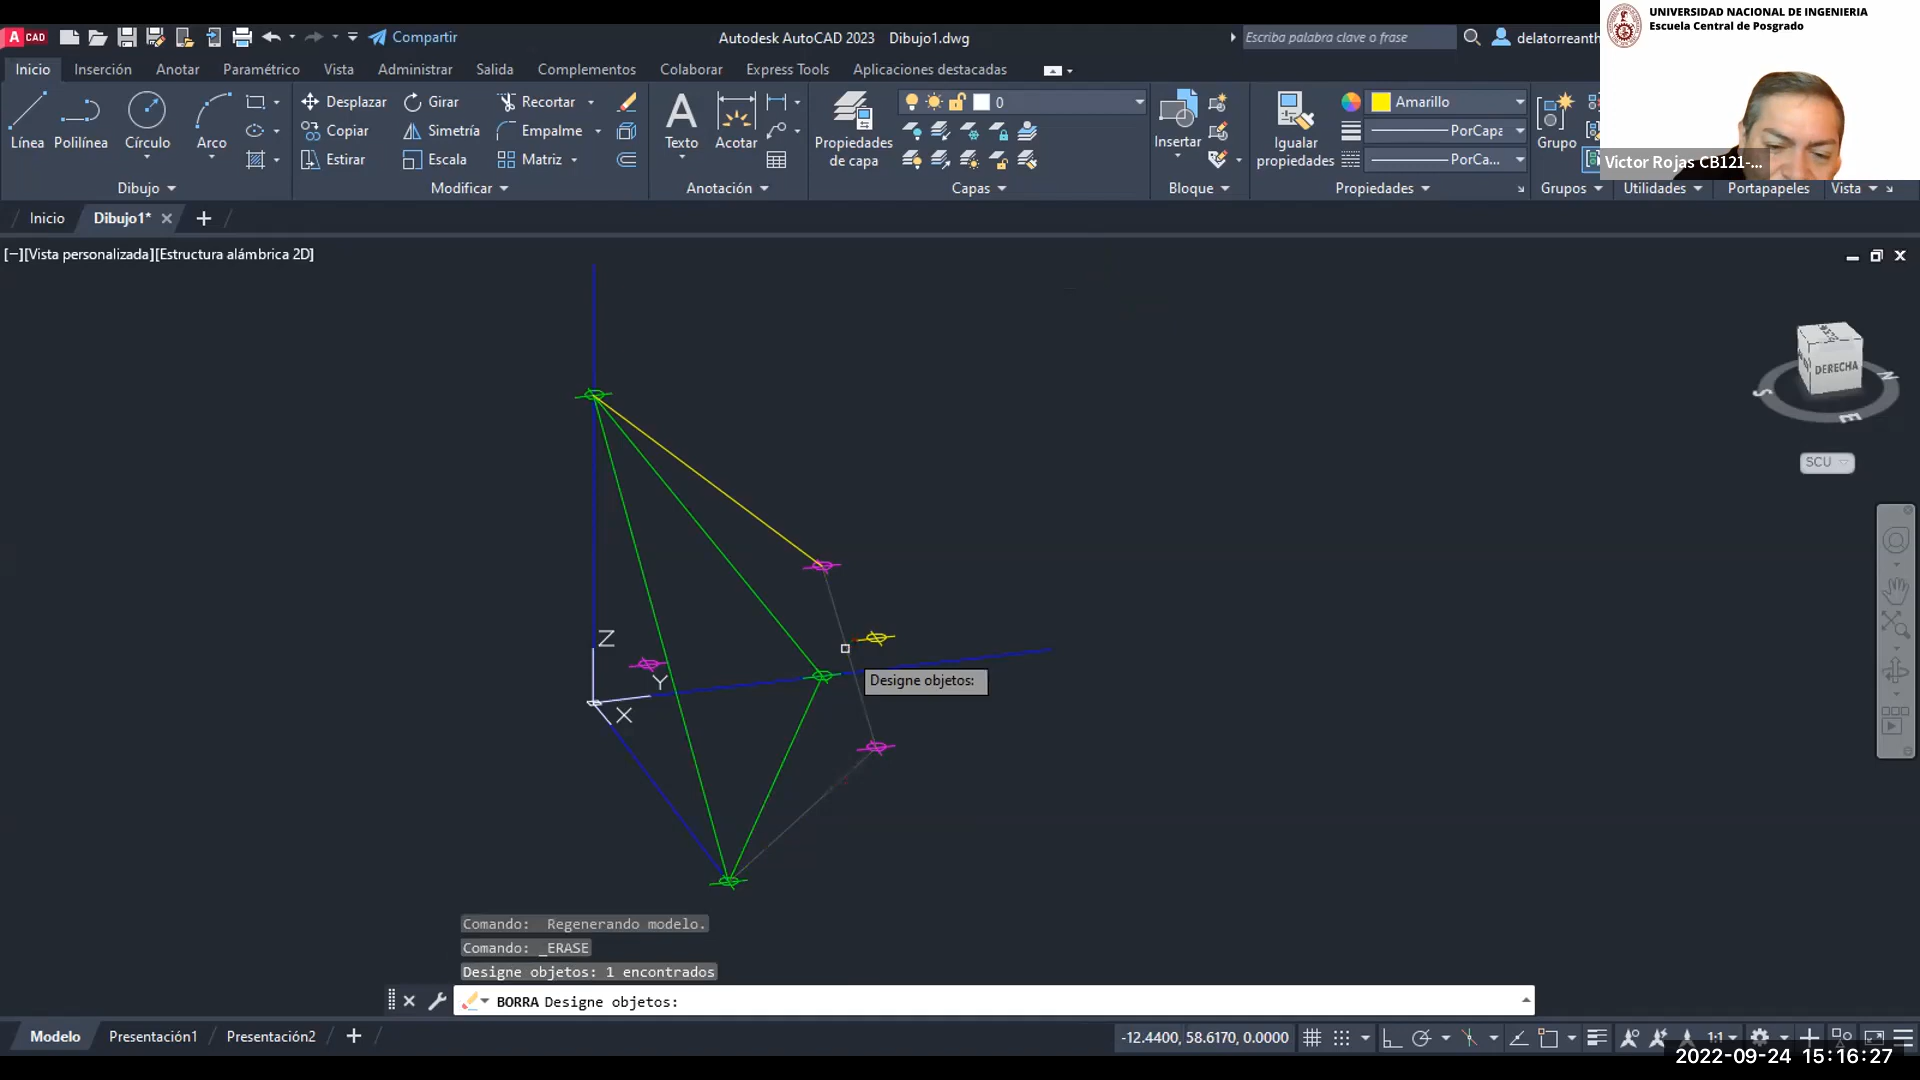 UNIVERSIDAD NACIONAL DE INGENIERIA
Escuela Central de Posgrado
A CAD
Compartir
Autodesk AutoCAD 2023 Dibujo1.dwg
Escriba palabra clave o frase
delatorreanth
Inicio Inserción Anotar Paramétrico Vista Administrar Salida Complementos Colaborar Express Tools Aplicaciones destacadas
Línea Polilínea Círculo Arco
Desplazar Girar Recortar
Copiar Simetría Empalme
Estirar Escala Matriz
Texto Acotar
Propiedades de capa
0
Insertar
Igualar propiedades
Amarillo
PorCapa
PorCa...
Grupo
Victor Rojas CB121-...
Dibujo Modificar Anotación Capas Bloque Propiedades Grupos Utilidades Portapapeles Vista
Inicio Dibujo1*
[−][Vista personalizada][Estructura alámbrica 2D]
DERECHA
S E N
SCU
Z
Y
X
Designe objetos:
Comando: Regenerando modelo.
Comando: _ERASE
Designe objetos: 1 encontrados
BORRA Designe objetos:
Modelo Presentación1 Presentación2
-12.4400, 58.6170, 0.0000
1:1
2022-09-24 15:16:27